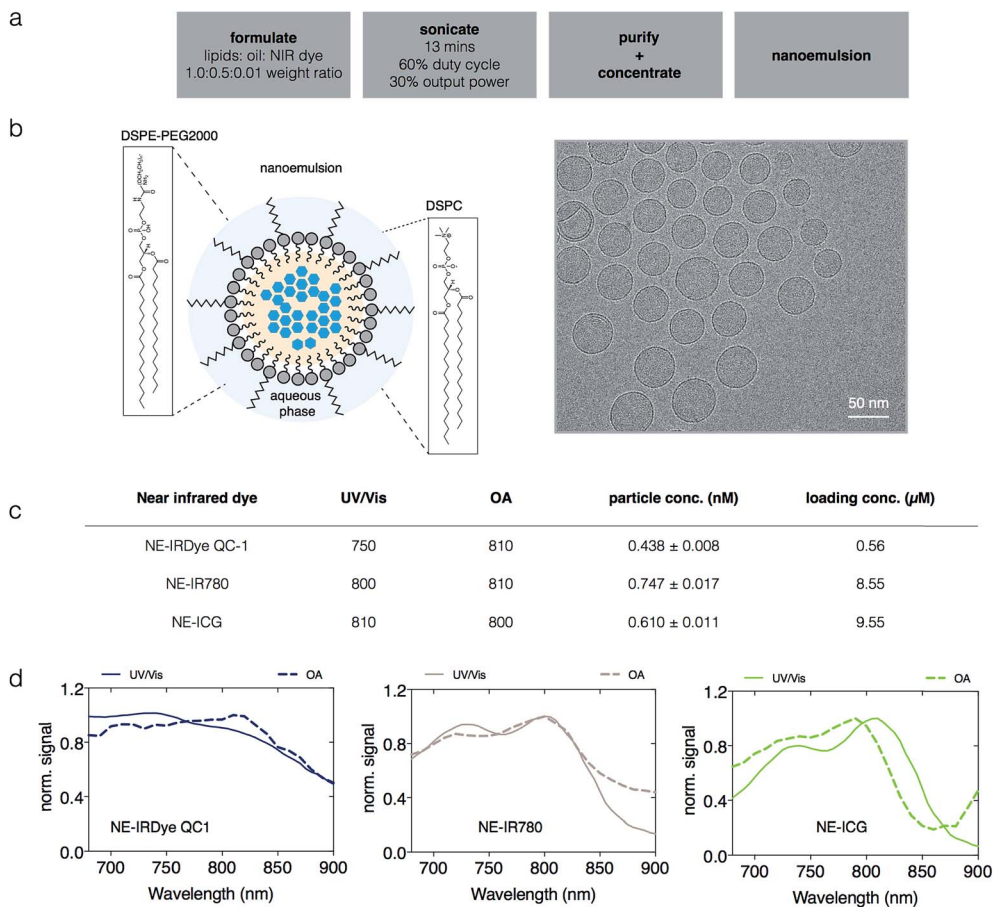 a
formulate
lipids: oil: NIR dye
1.0:0.5:0.01 weight ratio
sonicate
13 mins
60% duty cycle
30% output power
purify
+
concentrate
nanoemulsion
b
DSPE-PEG2000
nanoemulsion
DSPC
aqueous
phase
50 nm
c
Near infrared dye UV/Vis OA particle conc. (nM) loading conc. (µM)
NE-IRDye QC-1 750 810 0.438 ± 0.008 0.56
NE-IR780 800 810 0.747 ± 0.017 8.55
NE-ICG 810 800 0.610 ± 0.011 9.55
d
UV/Vis OA
1.2
0.8
0.4
0.0
norm. signal
NE-IRDye QC1
700 750 800 850 900
Wavelength (nm)
UV/Vis OA
1.2
0.8
0.4
0.0
norm. signal
NE-IR780
700 750 800 850 900
Wavelength (nm)
UV/Vis OA
1.2
0.8
0.4
0.0
norm. signal
NE-ICG
700 750 800 850 900
Wavelength (nm)